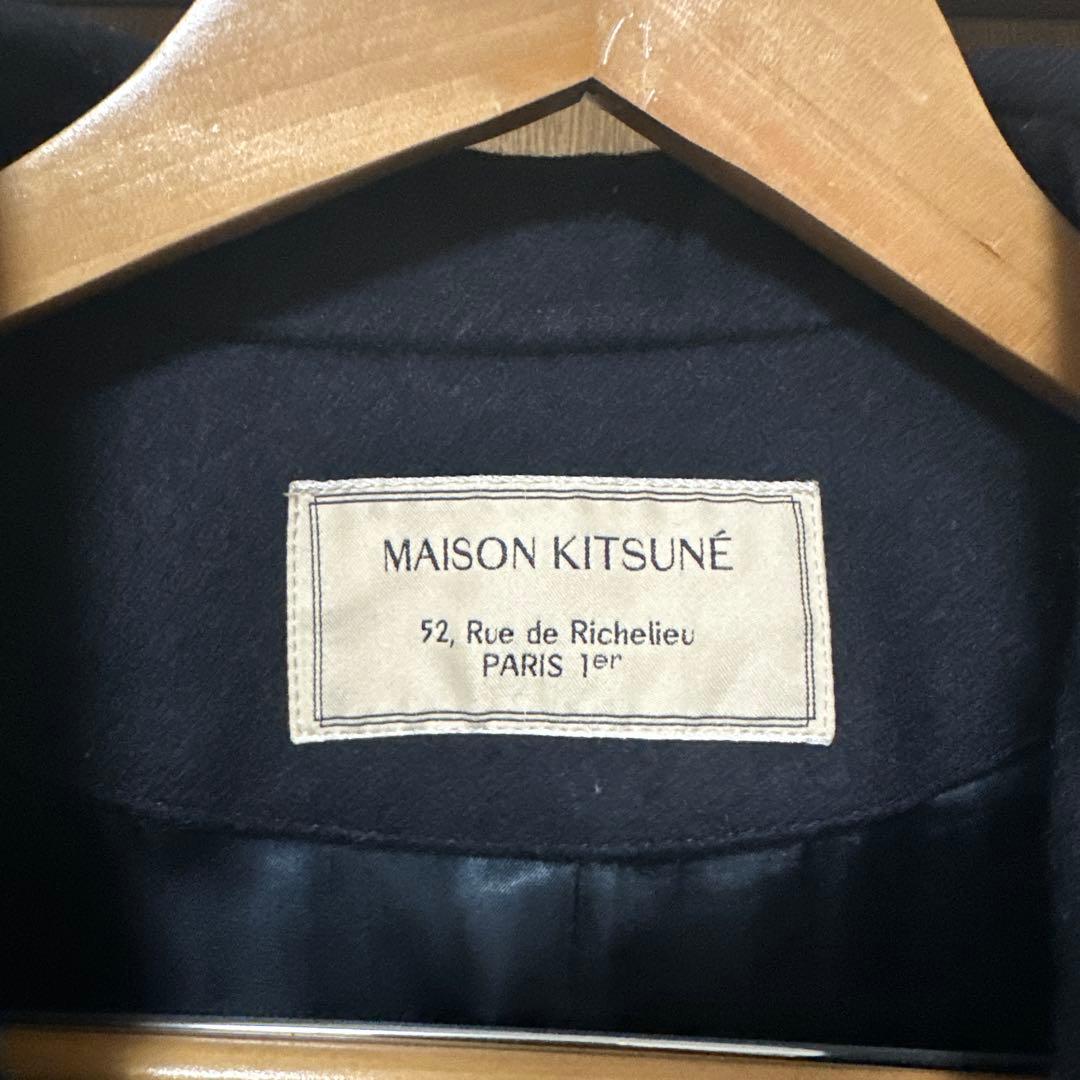 MAISON KITSUNÉ
52, Rue de Richelieu
PARIS 1er